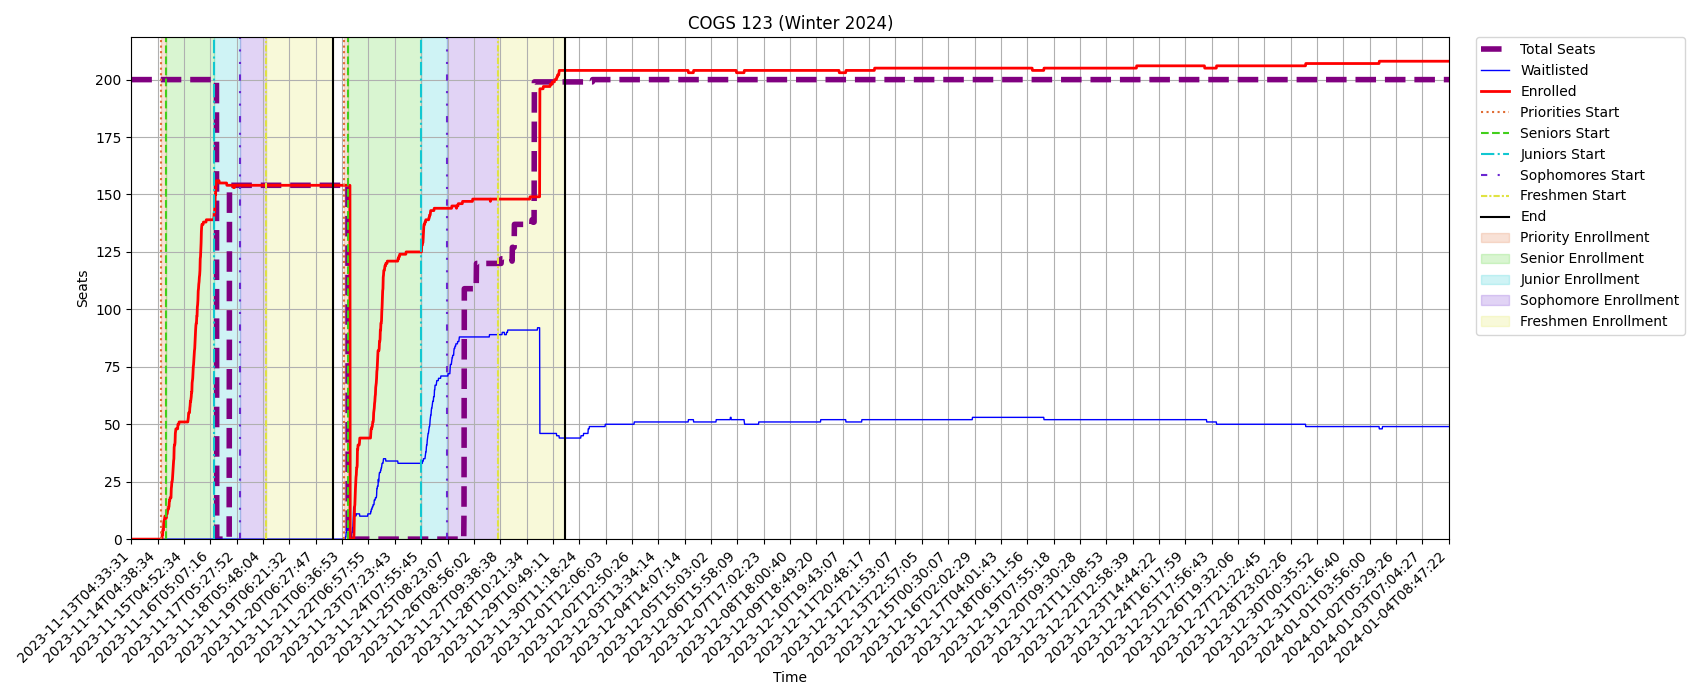 COGS 123 (Winter 2024)
Seats
200
175
150
125
100
75
50
25
0
2023-11-13T04:33:31
2023-11-14T04:38:34
2023-11-15T04:52:34
2023-11-16T05:07:16
2023-11-17T05:27:52
2023-11-18T05:48:04
2023-11-19T06:21:32
2023-11-20T06:27:47
2023-11-21T06:36:53
2023-11-22T06:57:55
2023-11-23T07:23:43
2023-11-24T07:55:45
2023-11-25T08:23:07
2023-11-26T08:56:02
2023-11-27T09:38:38
2023-11-28T10:21:34
2023-11-29T10:49:11
2023-11-30T11:18:24
2023-12-01T12:06:03
2023-12-02T12:50:26
2023-12-03T13:34:14
2023-12-04T14:07:14
2023-12-05T15:03:02
2023-12-06T15:58:09
2023-12-07T17:02:23
2023-12-08T18:00:40
2023-12-09T18:49:20
2023-12-10T19:43:07
2023-12-11T20:48:17
2023-12-12T21:53:07
2023-12-13T22:57:05
2023-12-15T00:30:07
2023-12-16T02:02:29
2023-12-17T04:01:43
2023-12-18T06:11:56
2023-12-19T07:55:18
2023-12-20T09:30:28
2023-12-21T11:08:53
2023-12-22T12:58:39
2023-12-23T14:44:22
2023-12-24T16:17:59
2023-12-25T17:56:43
2023-12-26T19:32:06
2023-12-27T21:22:45
2023-12-28T23:02:26
2023-12-30T00:35:52
2023-12-31T02:16:40
2024-01-01T03:56:00
2024-01-02T05:29:26
2024-01-03T07:04:27
2024-01-04T08:47:22
Time
Total Seats
Waitlisted
Enrolled
Priorities Start
Seniors Start
Juniors Start
Sophomores Start
Freshmen Start
End
Priority Enrollment
Senior Enrollment
Junior Enrollment
Sophomore Enrollment
Freshmen Enrollment